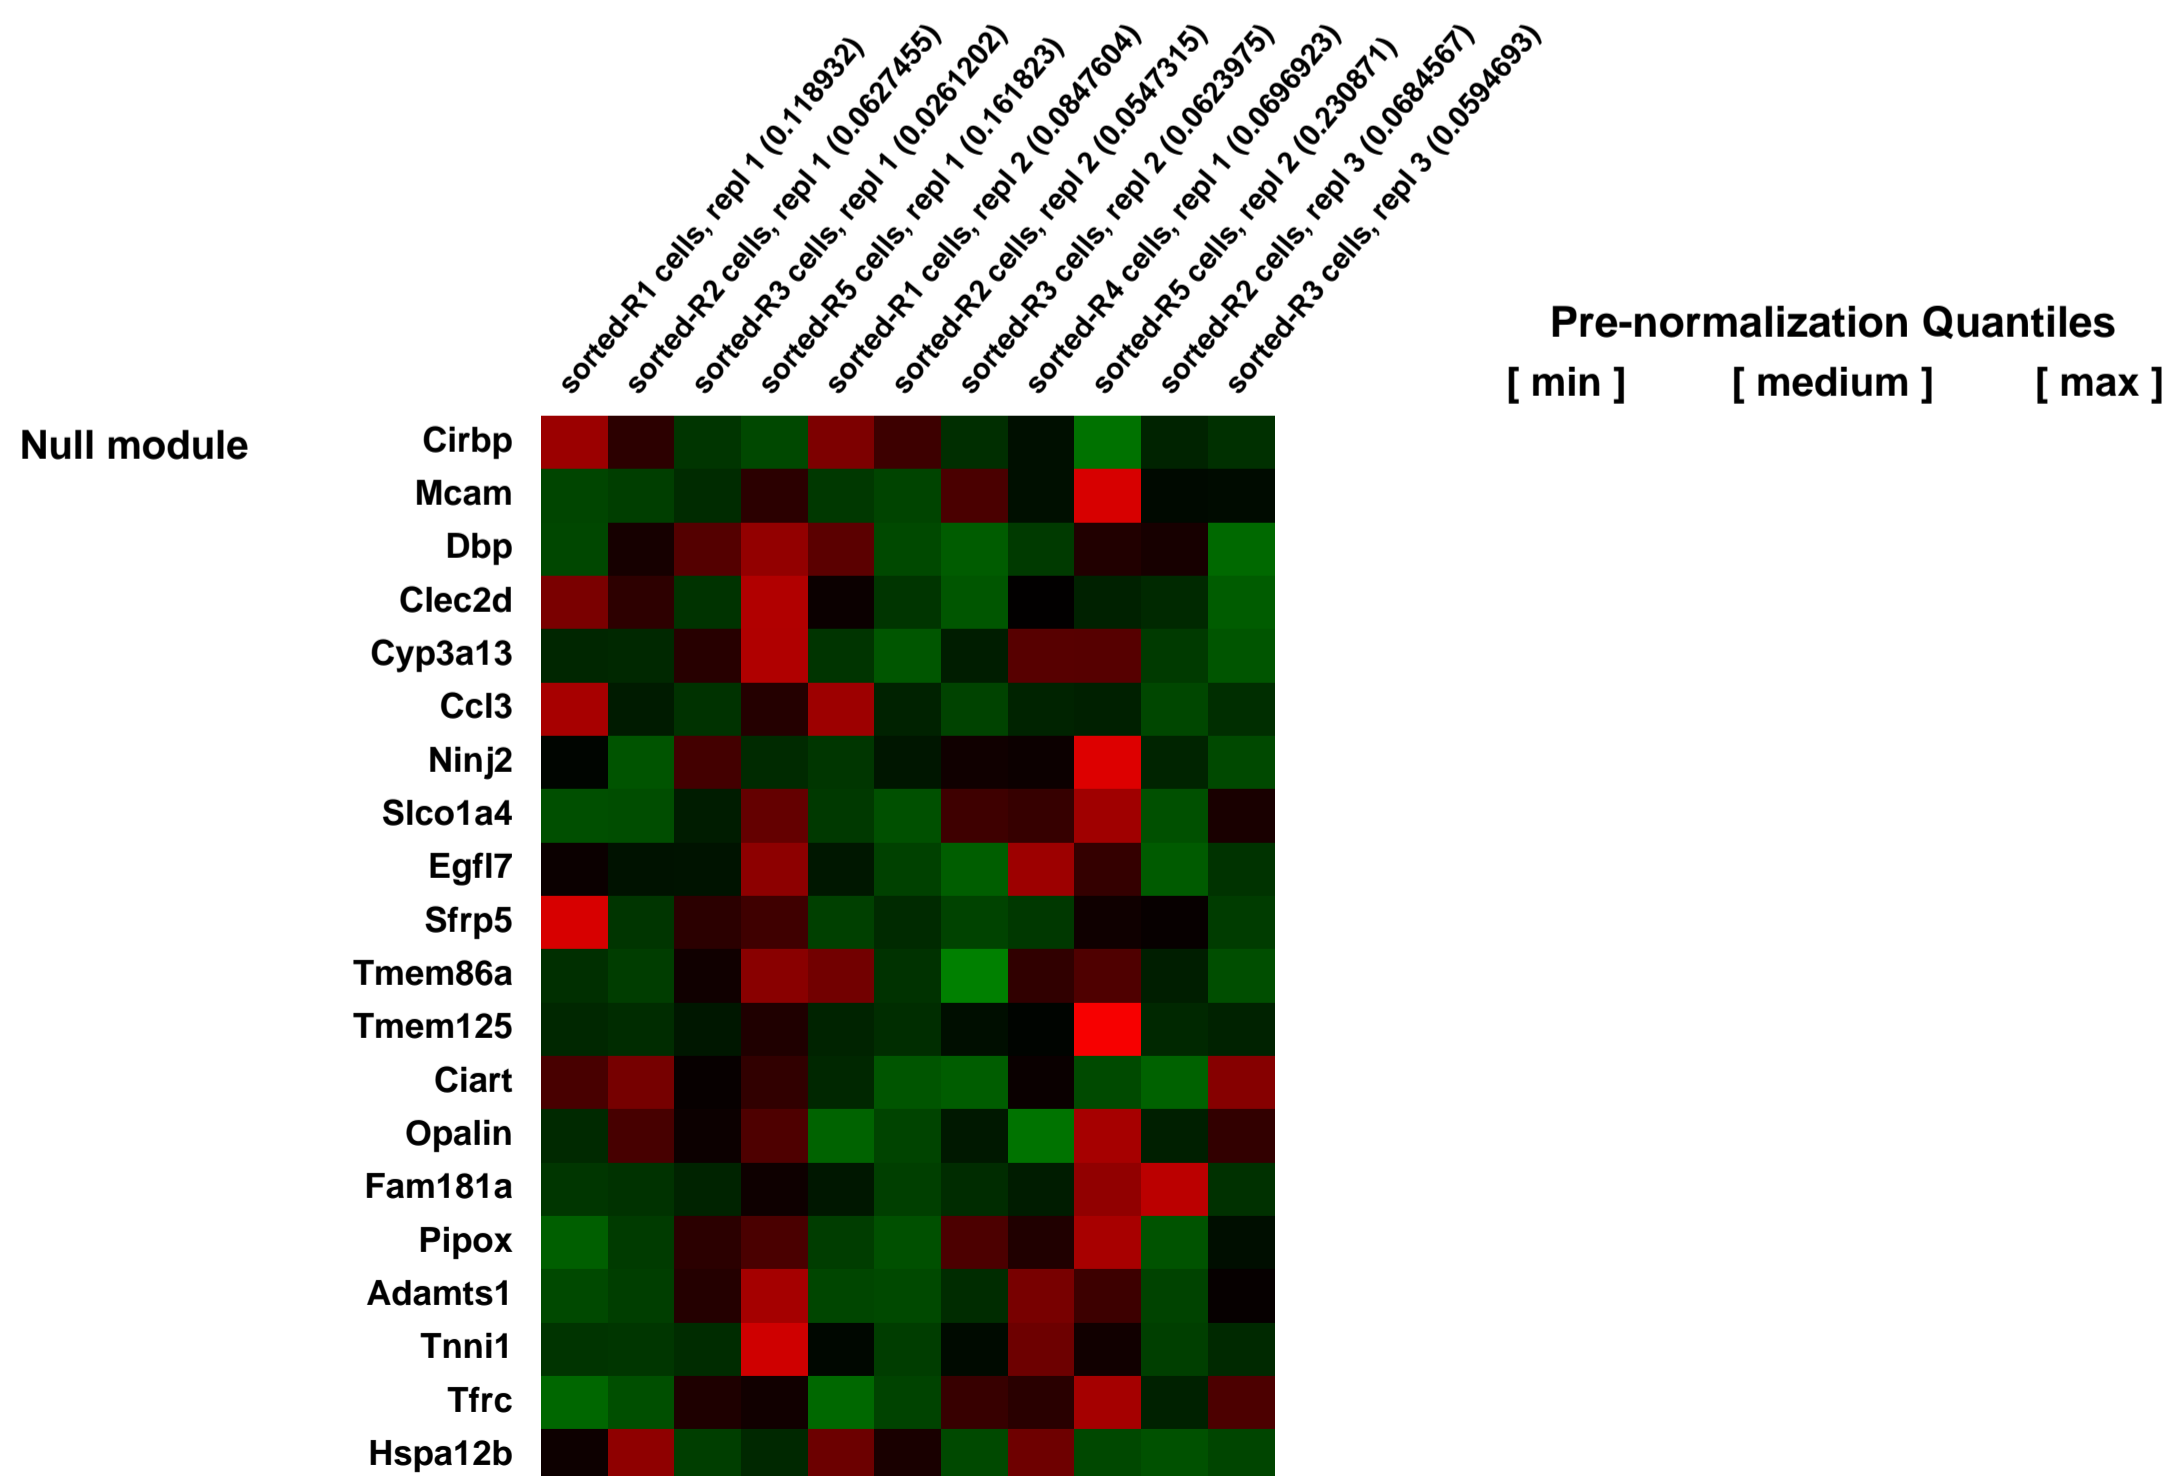 sorted-R1 cells, repl 1 (0.118932)
sorted-R2 cells, repl 1 (0.0627455)
sorted-R3 cells, repl 1 (0.0261202)
sorted-R5 cells, repl 1 (0.161823)
sorted-R1 cells, repl 2 (0.0847604)
sorted-R2 cells, repl 2 (0.0547315)
sorted-R3 cells, repl 2 (0.0623975)
sorted-R4 cells, repl 1 (0.0696923)
sorted-R5 cells, repl 2 (0.230871)
sorted-R2 cells, repl 3 (0.0684567)
sorted-R3 cells, repl 3 (0.0594693)
Pre-normalization Quantiles
[ min ] [ medium ] [ max ]
Null module
Cirbp
Mcam
Dbp
Clec2d
Cyp3a13
Ccl3
Ninj2
Slco1a4
Egfl7
Sfrp5
Tmem86a
Tmem125
Ciart
Opalin
Fam181a
Pipox
Adamts1
Tnni1
Tfrc
Hspa12b